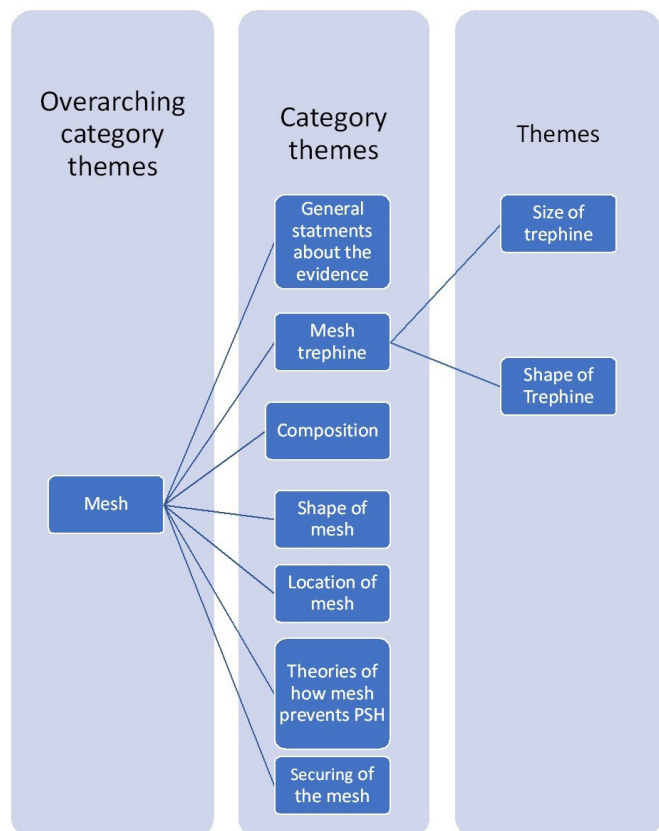 Overarching
category
themes
Mesh
Category
themes
General
statments
about the
evidence
Mesh
trephine
Composition
Shape of
mesh
Location of
mesh
Theories of
how mesh
prevents PSH
Securing of
the mesh
Themes
Size of
trephine
Shape of
Trephine